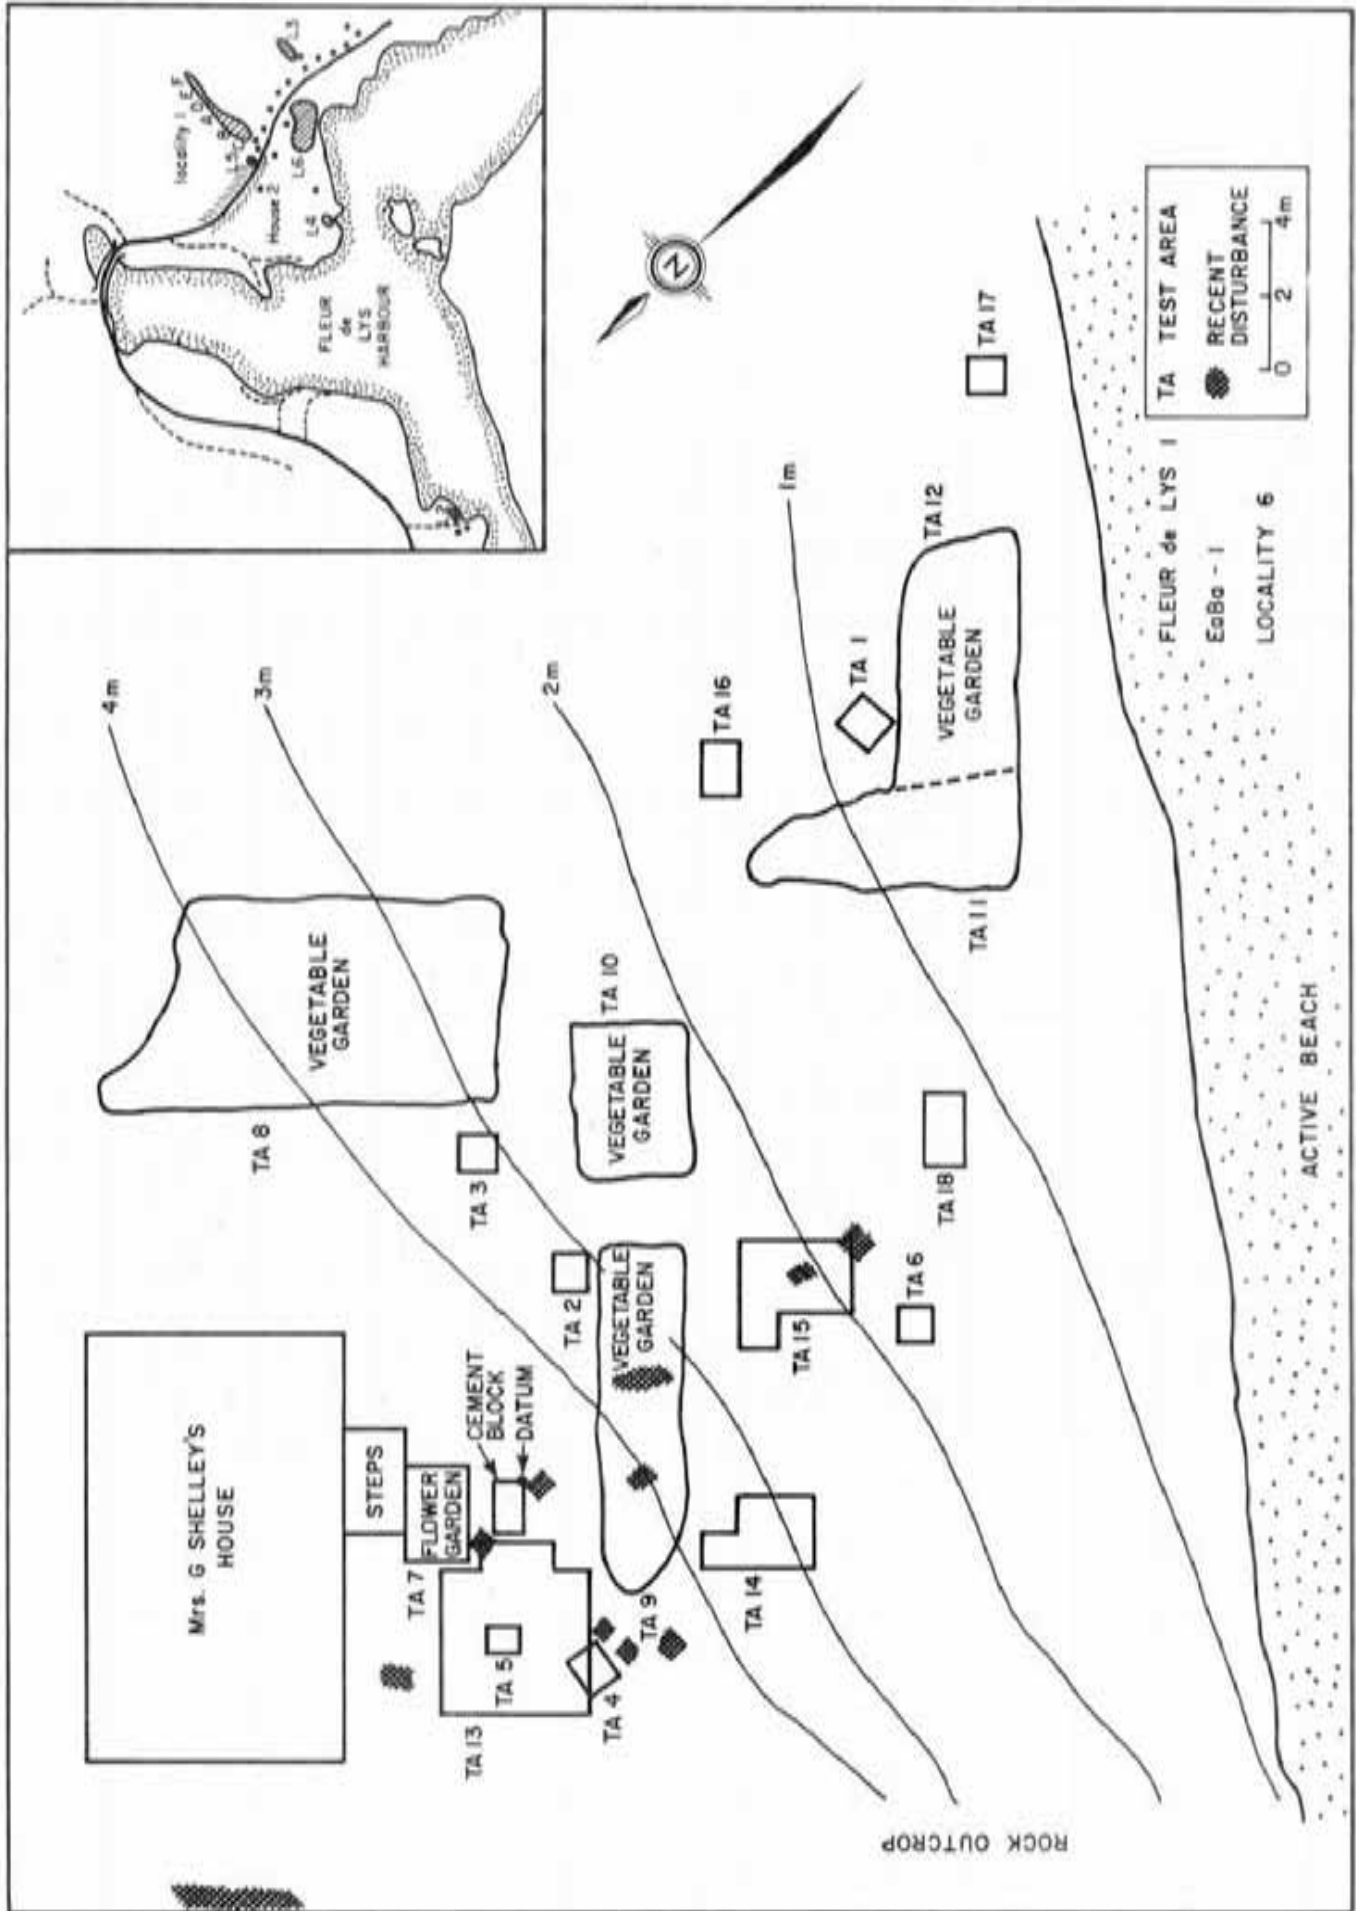 Mrs. G SHELLEY'S
HOUSE
STEPS
FLOWER
GARDEN
CEMENT
BLOCK
DATUM
TA 7
TA 13
TA 5
TA 4
TA 9
TA 2
TA 3
TA 8
VEGETABLE
GARDEN
VEGETABLE
GARDEN
TA 10
VEGETABLE
GARDEN
TA 14
TA 15
TA 6
TA 18
TA 16
TA 1
TA 11
TA 12
VEGETABLE
GARDEN
TA 17
4m
3m
2m
1m
ROCK OUTCROP
ACTIVE BEACH
FLEUR de LYS 1
EaBa - 1
LOCALITY 6
TA TEST AREA
RECENT
DISTURBANCE
0 2 4m
N
locality 1
A
B
D
E
F
L3
L4
L5
L6
House 2
FLEUR
de
LYS
HARBOUR